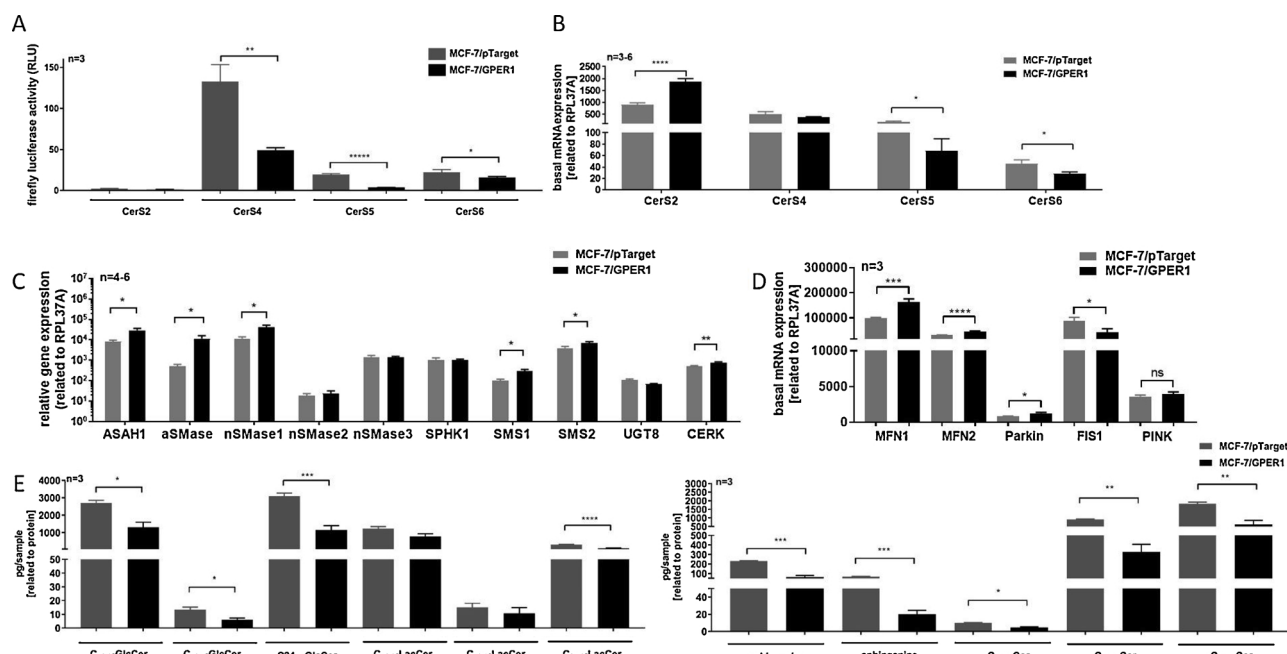 A
n=3
firefly luciferase activity (RLU)
150
100
50
0
**
*****
*
MCF-7/pTarget
MCF-7/GPER1
CerS2
CerS4
CerS5
CerS6
B
n=3-6
basal mRNAexpression
[related to RPL37A]
2500
2000
1500
1000
500
100
80
60
40
20
0
****
*
*
MCF-7/pTarget
MCF-7/GPER1
CerS2
CerS4
CerS5
CerS6
C
n=4-6
relative gene expression
(related to RPL37A)
10⁷
10⁶
10⁵
10⁴
10³
10²
10¹
10⁰
*
*
*
*
*
**
MCF-7/pTarget
MCF-7/GPER1
ASAH1
aSMase
nSMase1
nSMase2
nSMase3
SPHK1
SMS1
SMS2
UGT8
CERK
D
n=3
basal mRNA expression
[related to RPL37A]
200000
150000
100000
50000
10000
5000
0
***
****
*
*
ns
MCF-7/pTarget
MCF-7/GPER1
MFN1
MFN2
Parkin
FIS1
PINK
E
n=3
pg/sample
[related to protein]
4000
3000
2000
1000
50
40
30
20
10
0
*
*
***
****
n=3
pg/sample
[related to protein]
3000
2500
2000
1500
1000
500
400
300
200
100
40
20
0
***
***
*
**
**
MCF-7/pTarget
MCF-7/GPER1